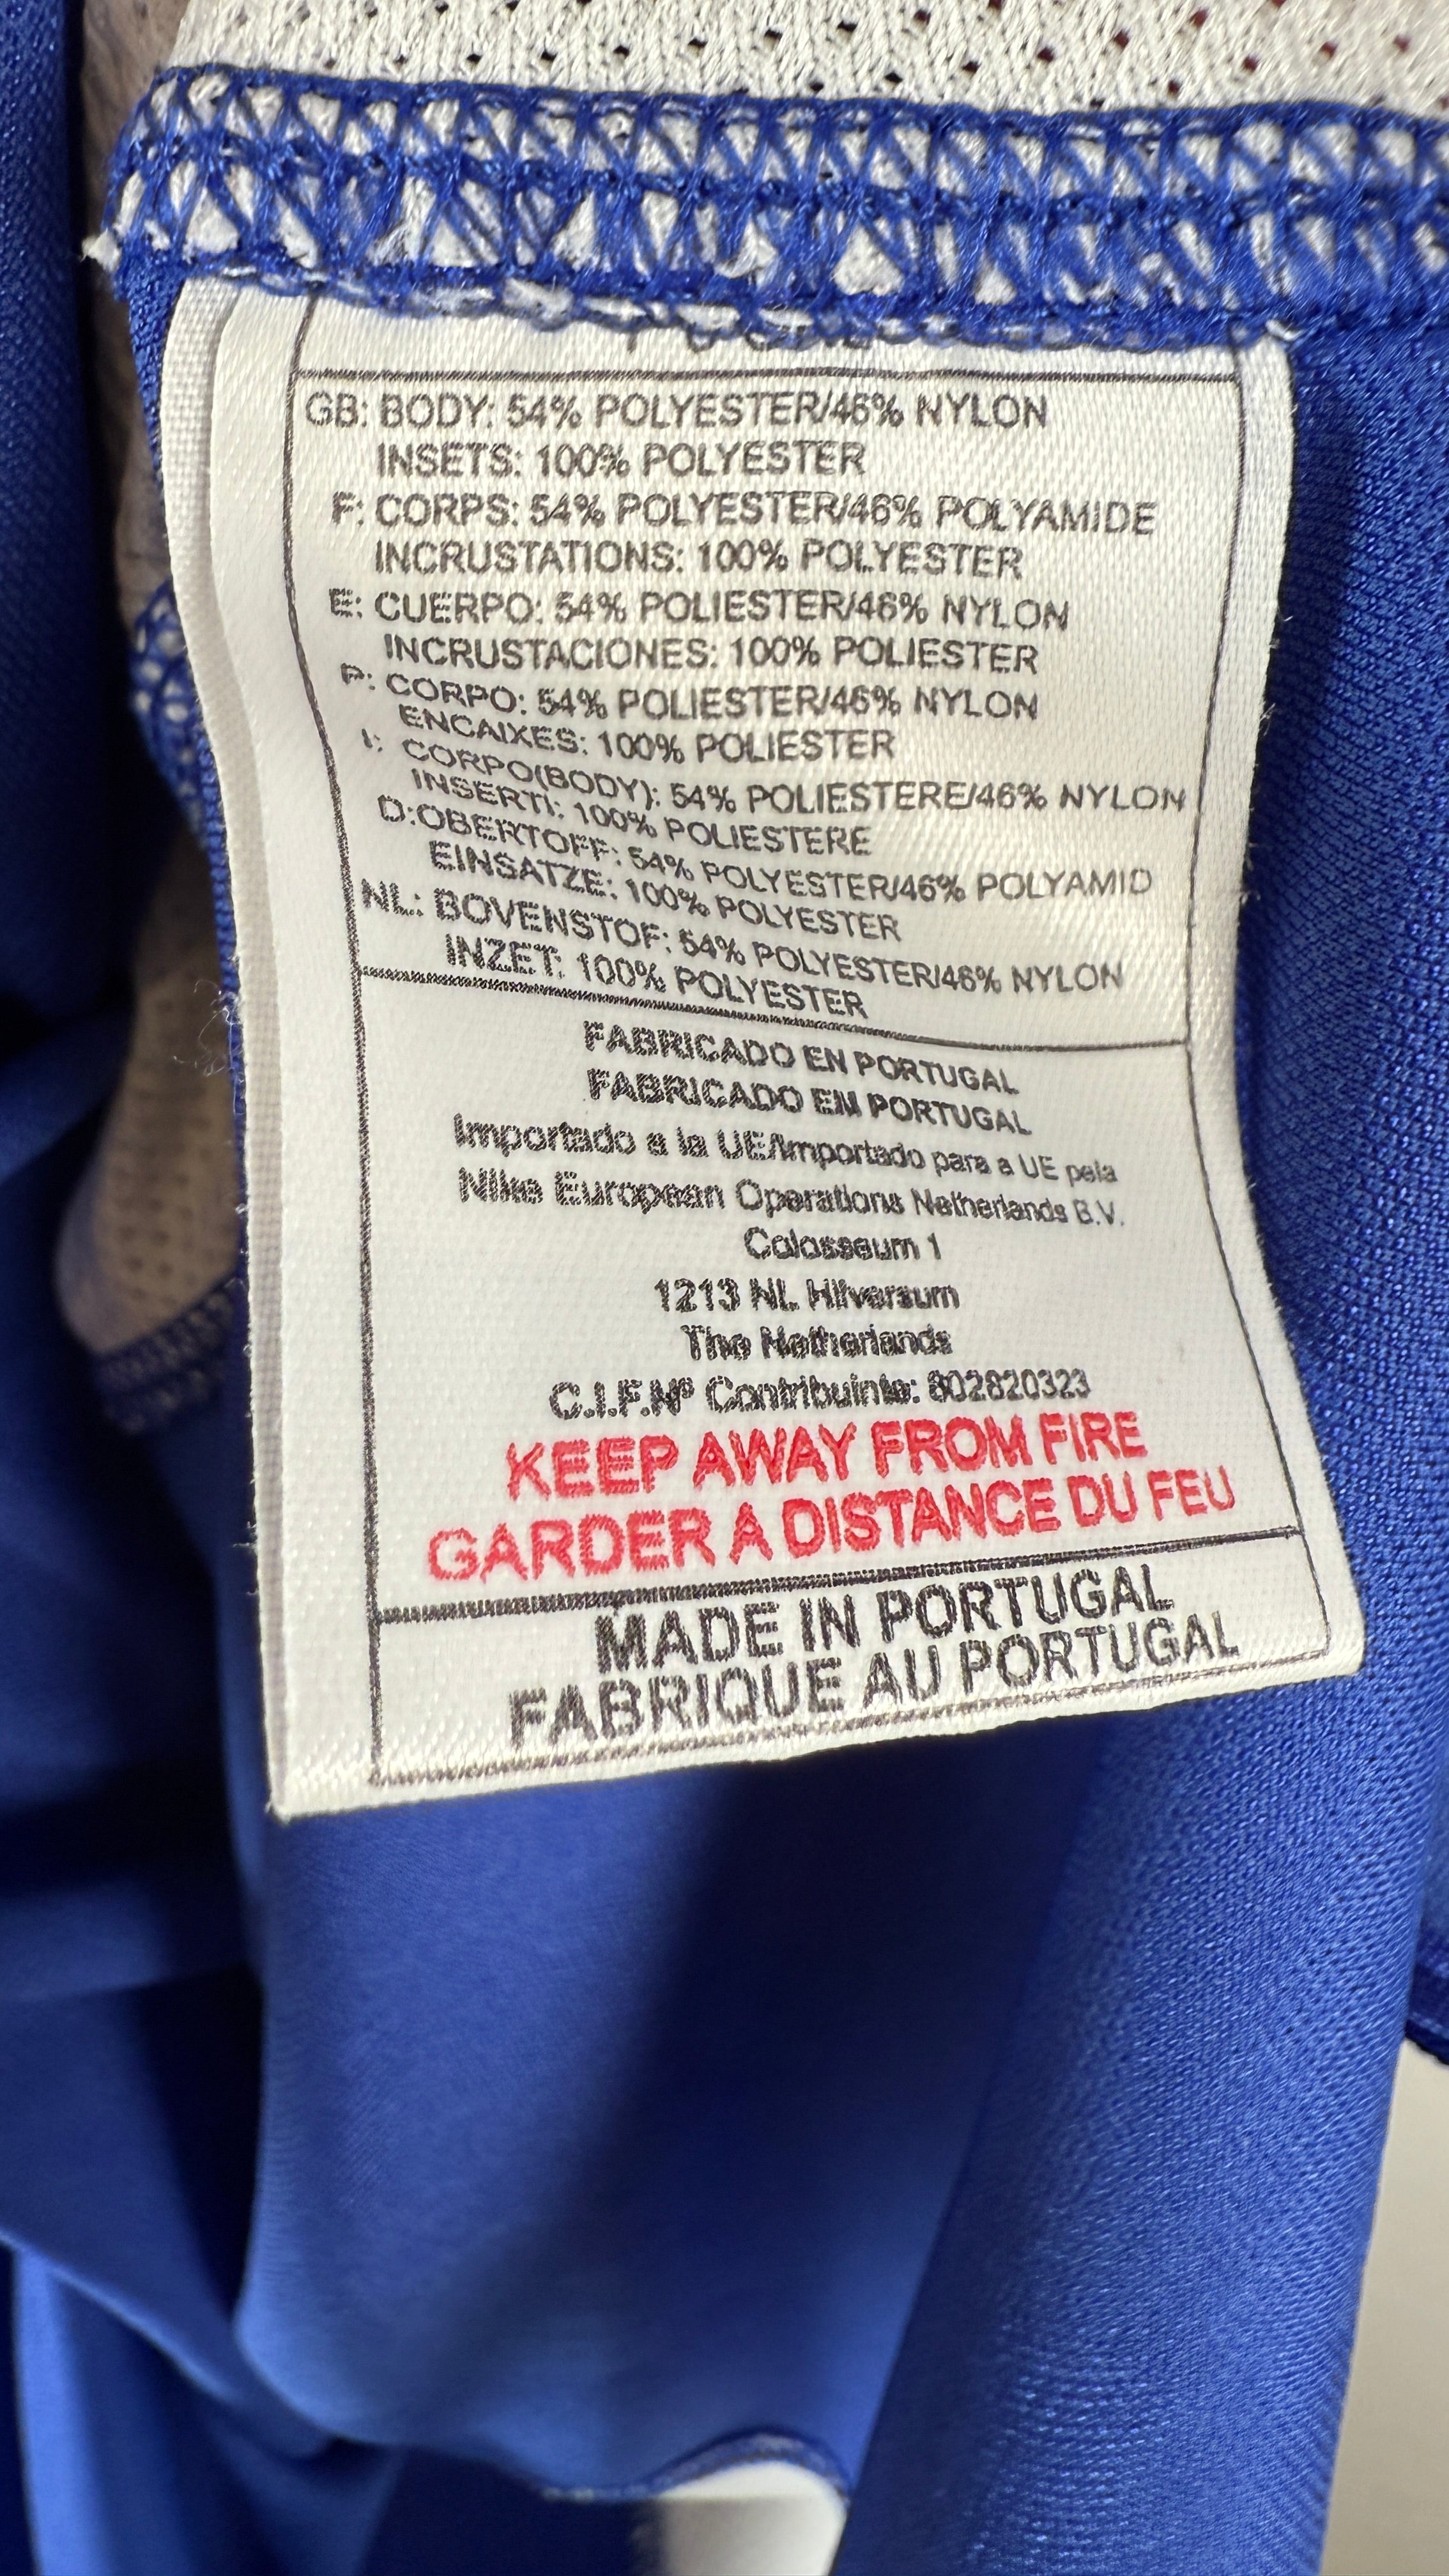 GB: BODY: 54% POLYESTER/46% NYLON
INSETS: 100% POLYESTER
F: CORPS: 54% POLYESTER/46% POLYAMIDE
INCRUSTATIONS: 100% POLYESTER
E: CUERPO: 54% POLIESTER/46% NYLON
INCRUSTACIONES: 100% POLIESTER
P: CORPO: 54% POLIESTER/46% NYLON
ENCAIXES: 100% POLIESTER
I: CORPO(BODY): 54% POLIESTERE/46% NYLON
INSERTI: 100% POLIESTERE
D:OBERTOFF: 54% POLYESTER/46% POLYAMID
EINSATZE: 100% POLYESTER
NL: BOVENSTOF: 54% POLYESTER/46% NYLON
INZET: 100% POLYESTER
FABRICADO EN PORTUGAL
FABRICADO EM PORTUGAL
Importado a la UE/Importado para a UE pela
Nike European Operations Netherlands B.V.
Colosseum 1
1213 NL Hilversum
The Netherlands
C.I.F.Nº Contribuinte: 802820323
KEEP AWAY FROM FIRE
GARDER A DISTANCE DU FEU
MADE IN PORTUGAL
FABRIQUE AU PORTUGAL